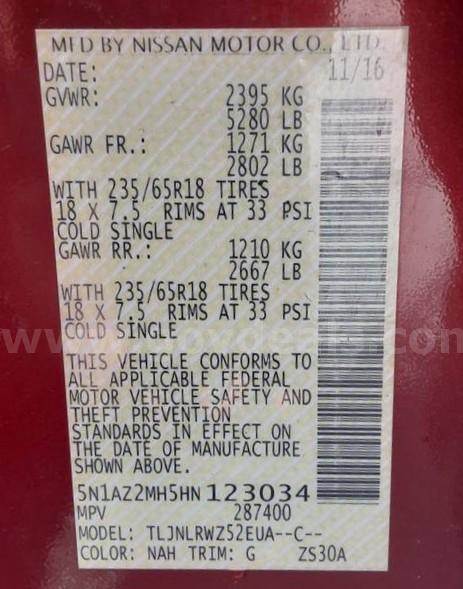 MFD BY NISSAN MOTOR CO., LTD.
DATE: 11/16
GVWR: 2395 KG
5280 LB
GAWR FR.: 1271 KG
2802 LB
WITH 235/65R18 TIRES
18 X 7.5 RIMS AT 33 PSI
COLD SINGLE
GAWR RR.: 1210 KG
2667 LB
WITH 235/65R18 TIRES
18 X 7.5 RIMS AT 33 PSI
COLD SINGLE
THIS VEHICLE CONFORMS TO
ALL APPLICABLE FEDERAL
MOTOR VEHICLE SAFETY AND
THEFT PREVENTION
STANDARDS IN EFFECT ON
THE DATE OF MANUFACTURE
SHOWN ABOVE.
5N1AZ2MH5HN123034
MPV 287400
MODEL: TLJNLRWZ52EUA--C--
COLOR: NAH TRIM: G ZS30A